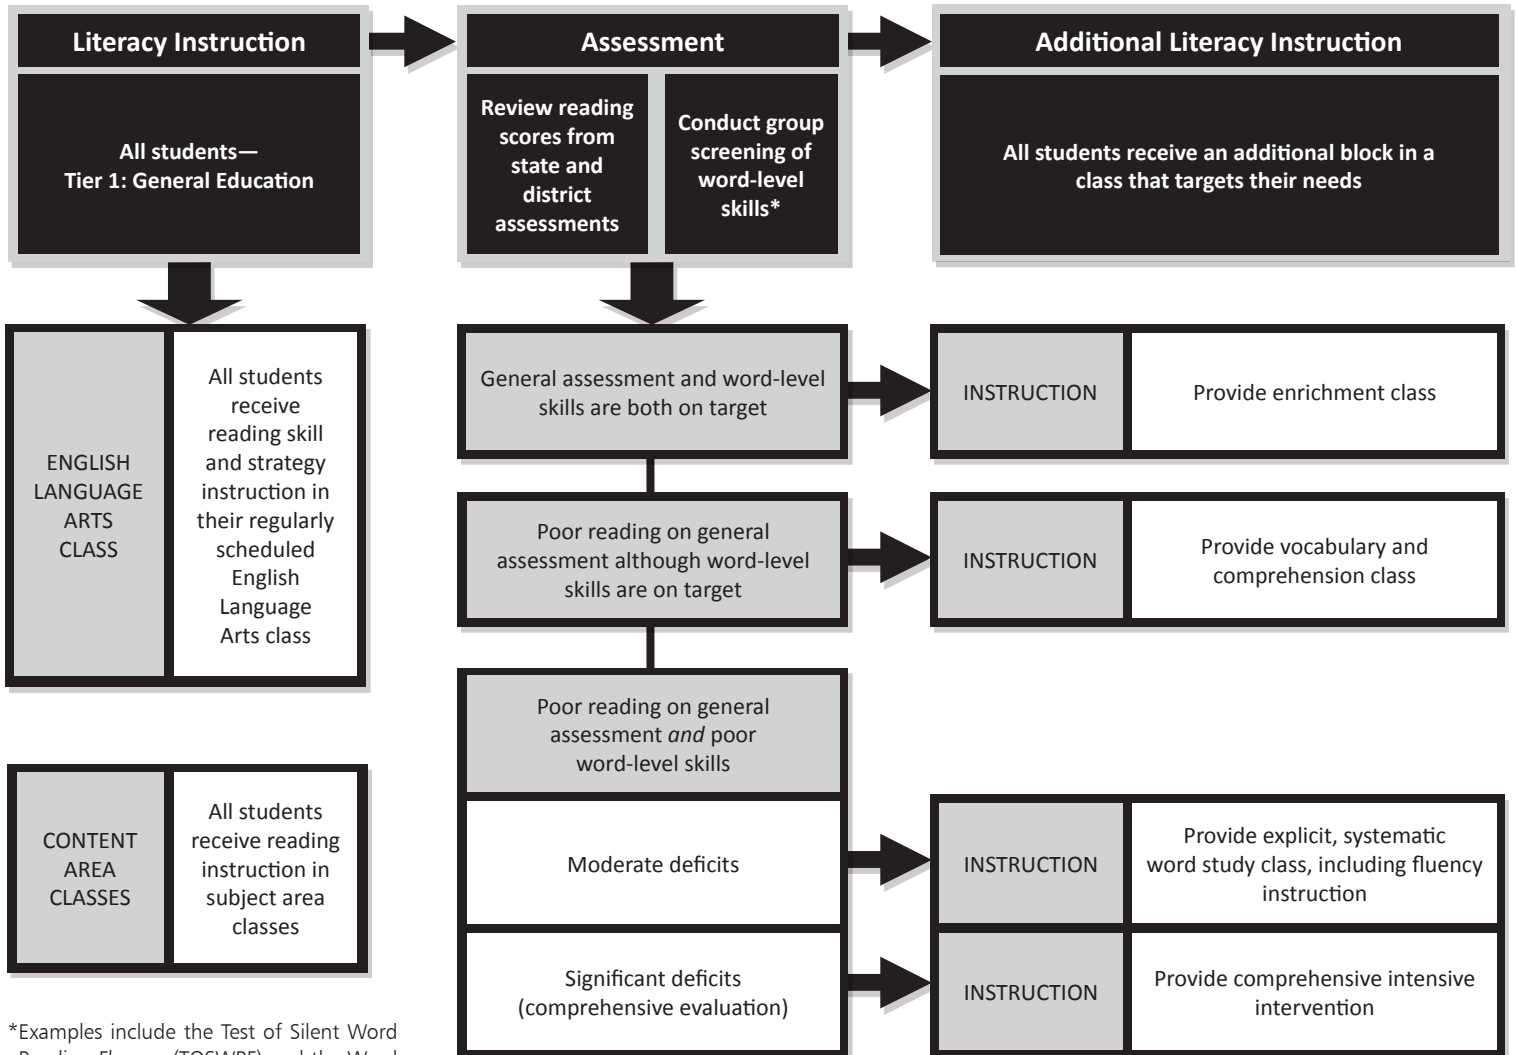 Literacy Instruction
All students—
Tier 1: General Education
Assessment
Review reading
scores from
state and
district
assessments
Conduct group
screening of
word-level
skills*
Additional Literacy Instruction
All students receive an additional block in a
class that targets their needs
ENGLISH
LANGUAGE
ARTS
CLASS
All students
receive
reading skill
and strategy
instruction in
their regularly
scheduled
English
Language
Arts class
CONTENT
AREA
CLASSES
All students
receive reading
instruction in
subject area
classes
General assessment and word-level
skills are both on target
INSTRUCTION
Provide enrichment class
Poor reading on general
assessment although word-level
skills are on target
INSTRUCTION
Provide vocabulary and
comprehension class
Poor reading on general
assessment and poor
word-level skills
Moderate deficits
INSTRUCTION
Provide explicit, systematic
word study class, including fluency
instruction
Significant deficits
(comprehensive evaluation)
INSTRUCTION
Provide comprehensive intensive
intervention
*Examples include the Test of Silent Word